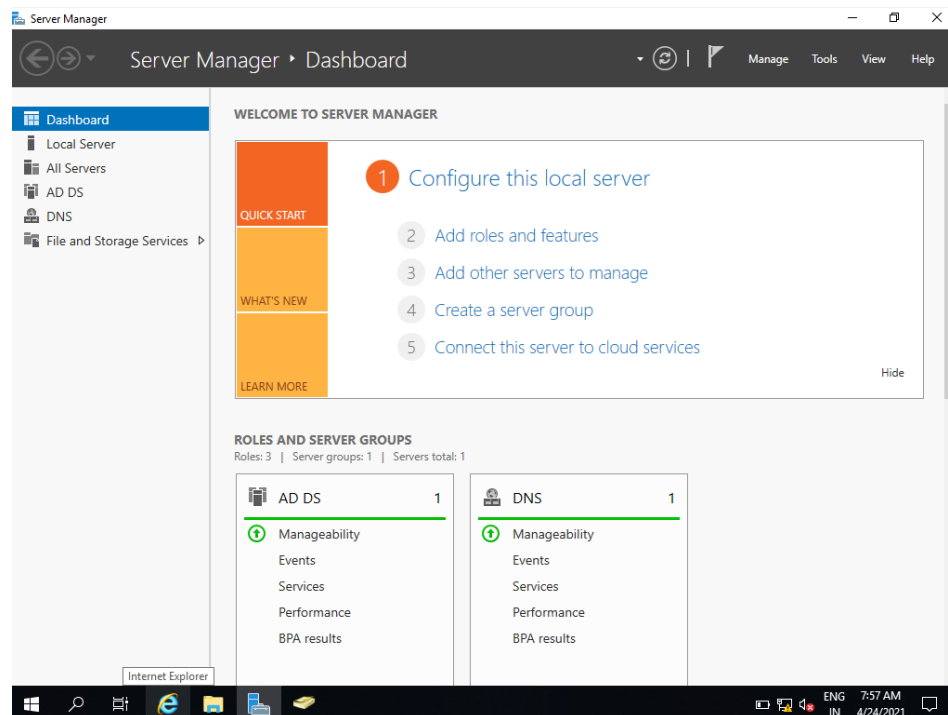 Server Manager
Server Manager ‣ Dashboard
Manage Tools View Help
Dashboard
Local Server
All Servers
AD DS
DNS
File and Storage Services
WELCOME TO SERVER MANAGER
QUICK START
WHAT'S NEW
LEARN MORE
1 Configure this local server
2 Add roles and features
3 Add other servers to manage
4 Create a server group
5 Connect this server to cloud services
Hide
ROLES AND SERVER GROUPS
Roles: 3 | Server groups: 1 | Servers total: 1
AD DS 1
Manageability
Events
Services
Performance
BPA results
DNS 1
Manageability
Events
Services
Performance
BPA results
Internet Explorer
ENG 7:57 AM
IN 4/24/2021